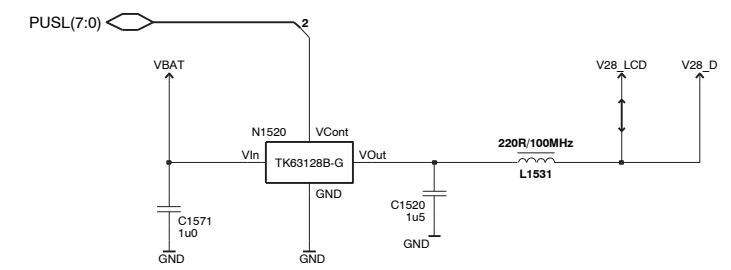 PUSL(7:0)
2
VBAT
V28_LCD
V28_D
N1520
VCont
220R/100MHz
VIn
TK63128B-G
VOut
L1531
GND
C1520
1u5
C1571
1u0
GND
GND
GND